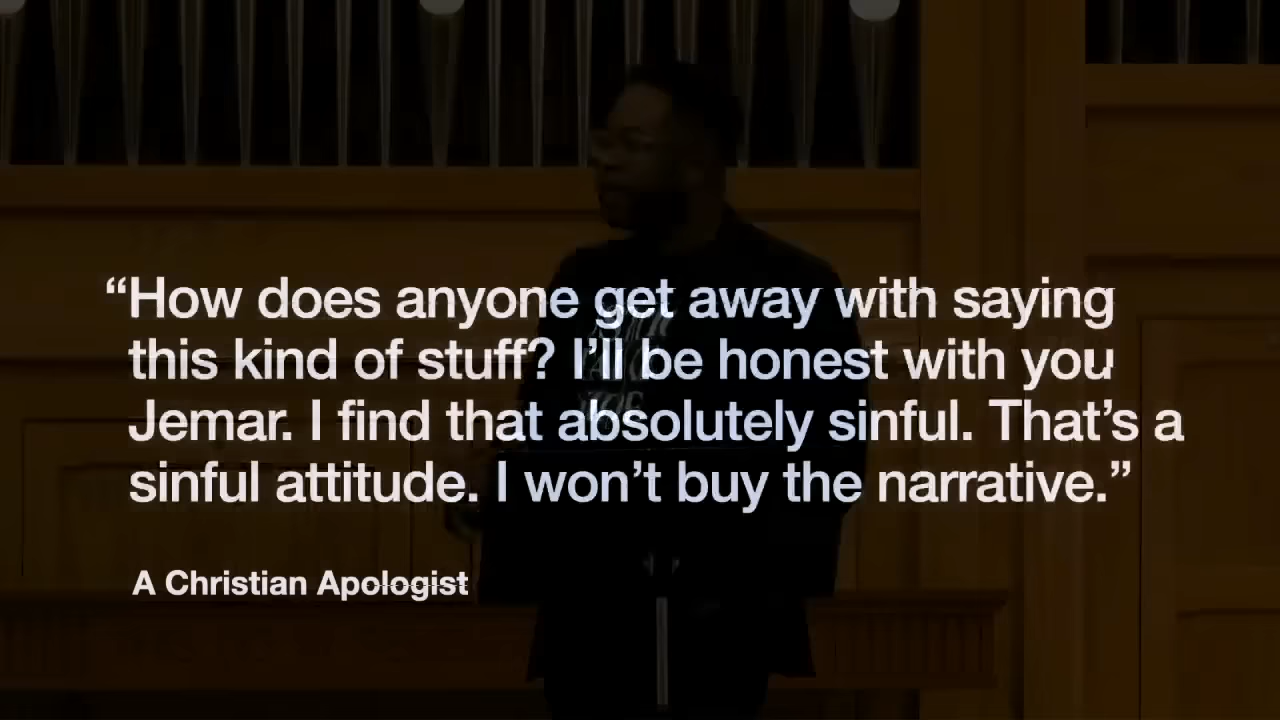 “How does anyone get away with saying
this kind of stuff? I’ll be honest with you
Jemar. I find that absolutely sinful. That’s a
sinful attitude. I won’t buy the narrative.”
A Christian Apologist